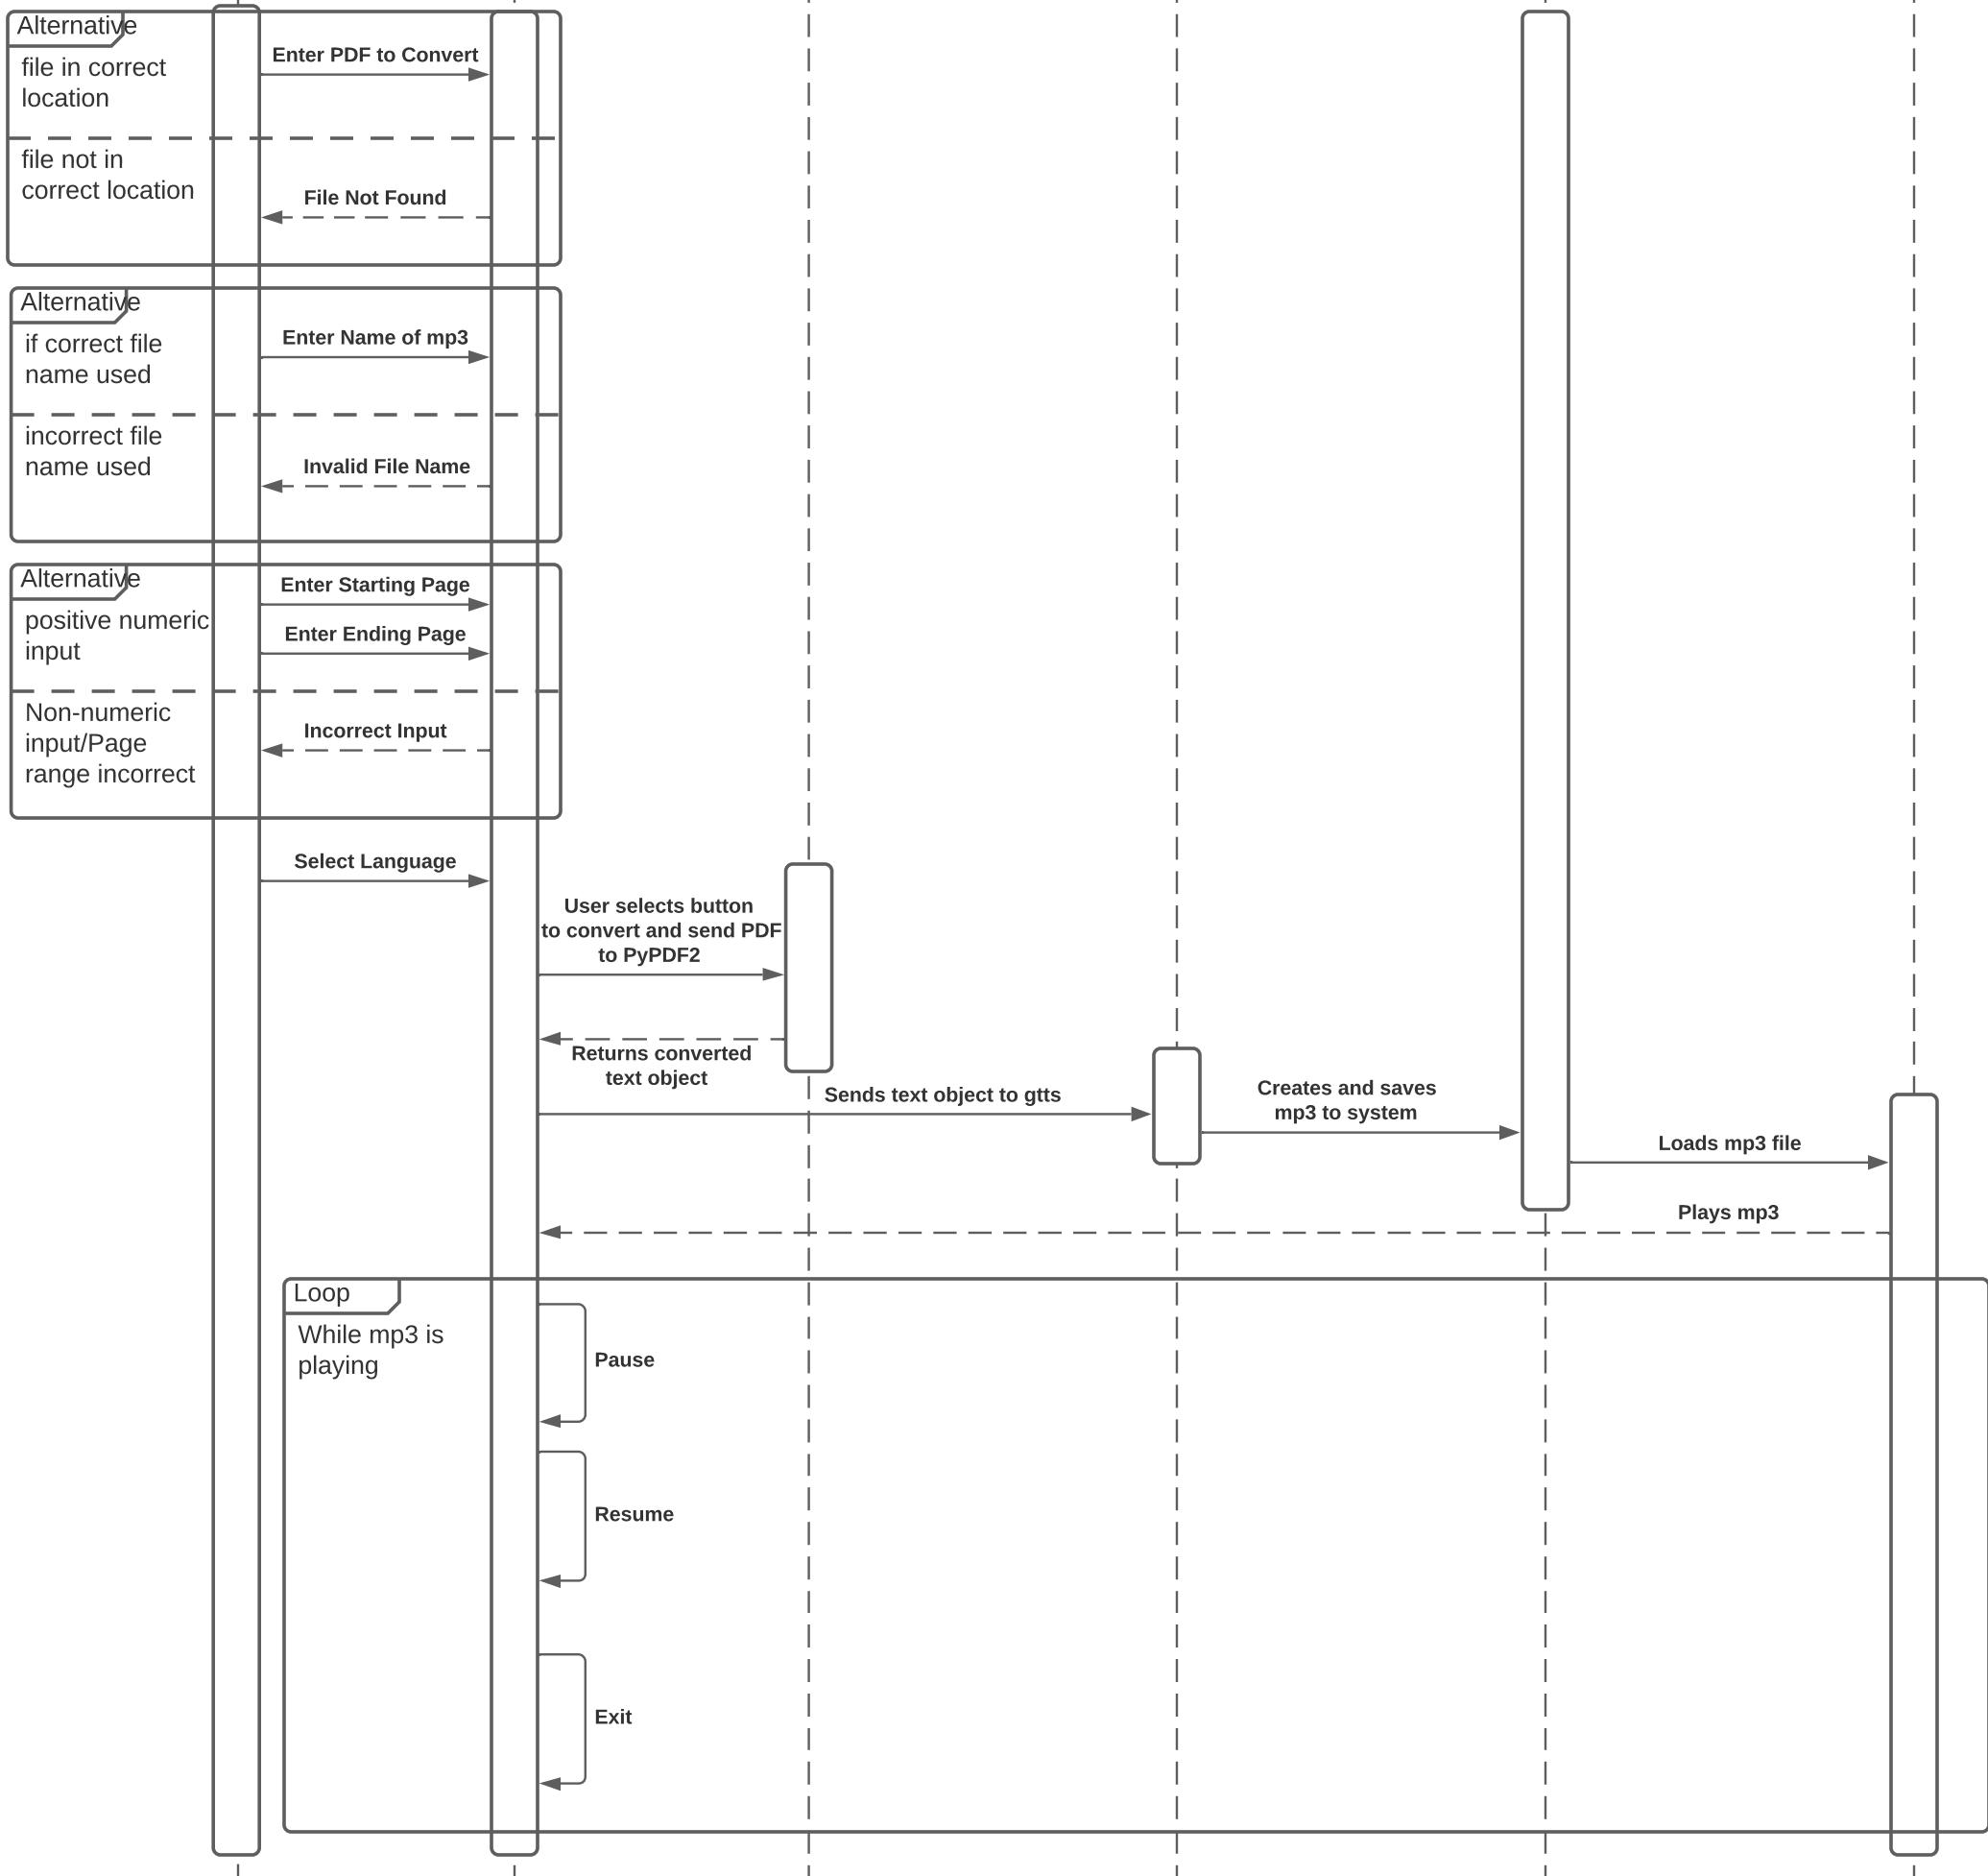 Alternative
Enter PDF to Convert
file in correct
location
file not in
correct location
File Not Found
Alternative
Enter Name of mp3
if correct file
name used
incorrect file
name used
Invalid File Name
Alternative
Enter Starting Page
positive numeric
input
Enter Ending Page
Non-numeric
input/Page
range incorrect
Incorrect Input
Select Language
User selects button
to convert and send PDF
to PyPDF2
Returns converted
text object
Sends text object to gtts
Creates and saves
mp3 to system
Loads mp3 file
Plays mp3
Loop
While mp3 is
playing
Pause
Resume
Exit